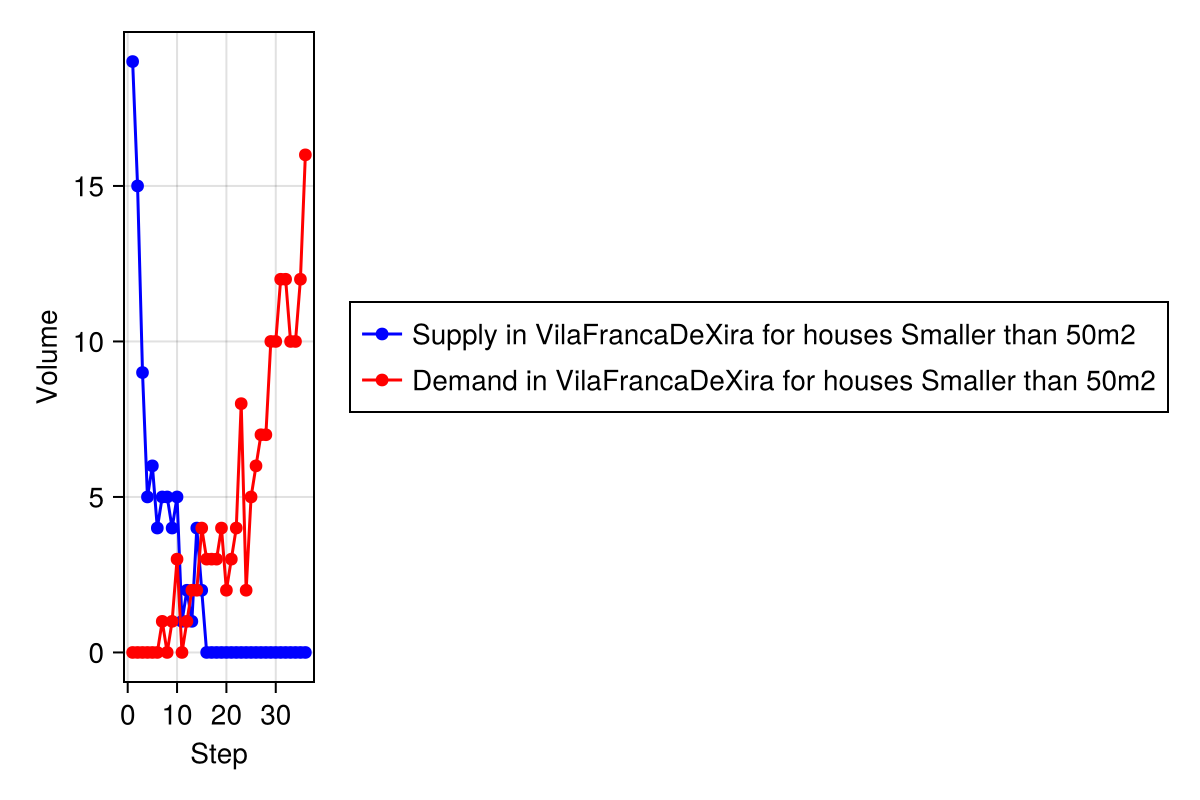 Volume
15
10
5
0
0 10 20 30
Step
Supply in VilaFrancaDeXira for houses Smaller than 50m2
Demand in VilaFrancaDeXira for houses Smaller than 50m2